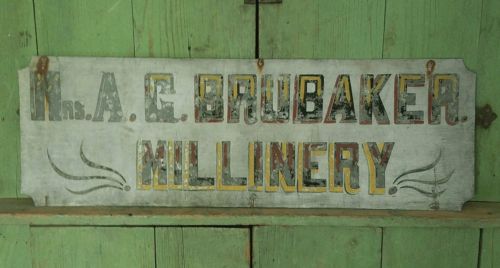 Mrs. A. G. BRUBAKER.
MILLINERY